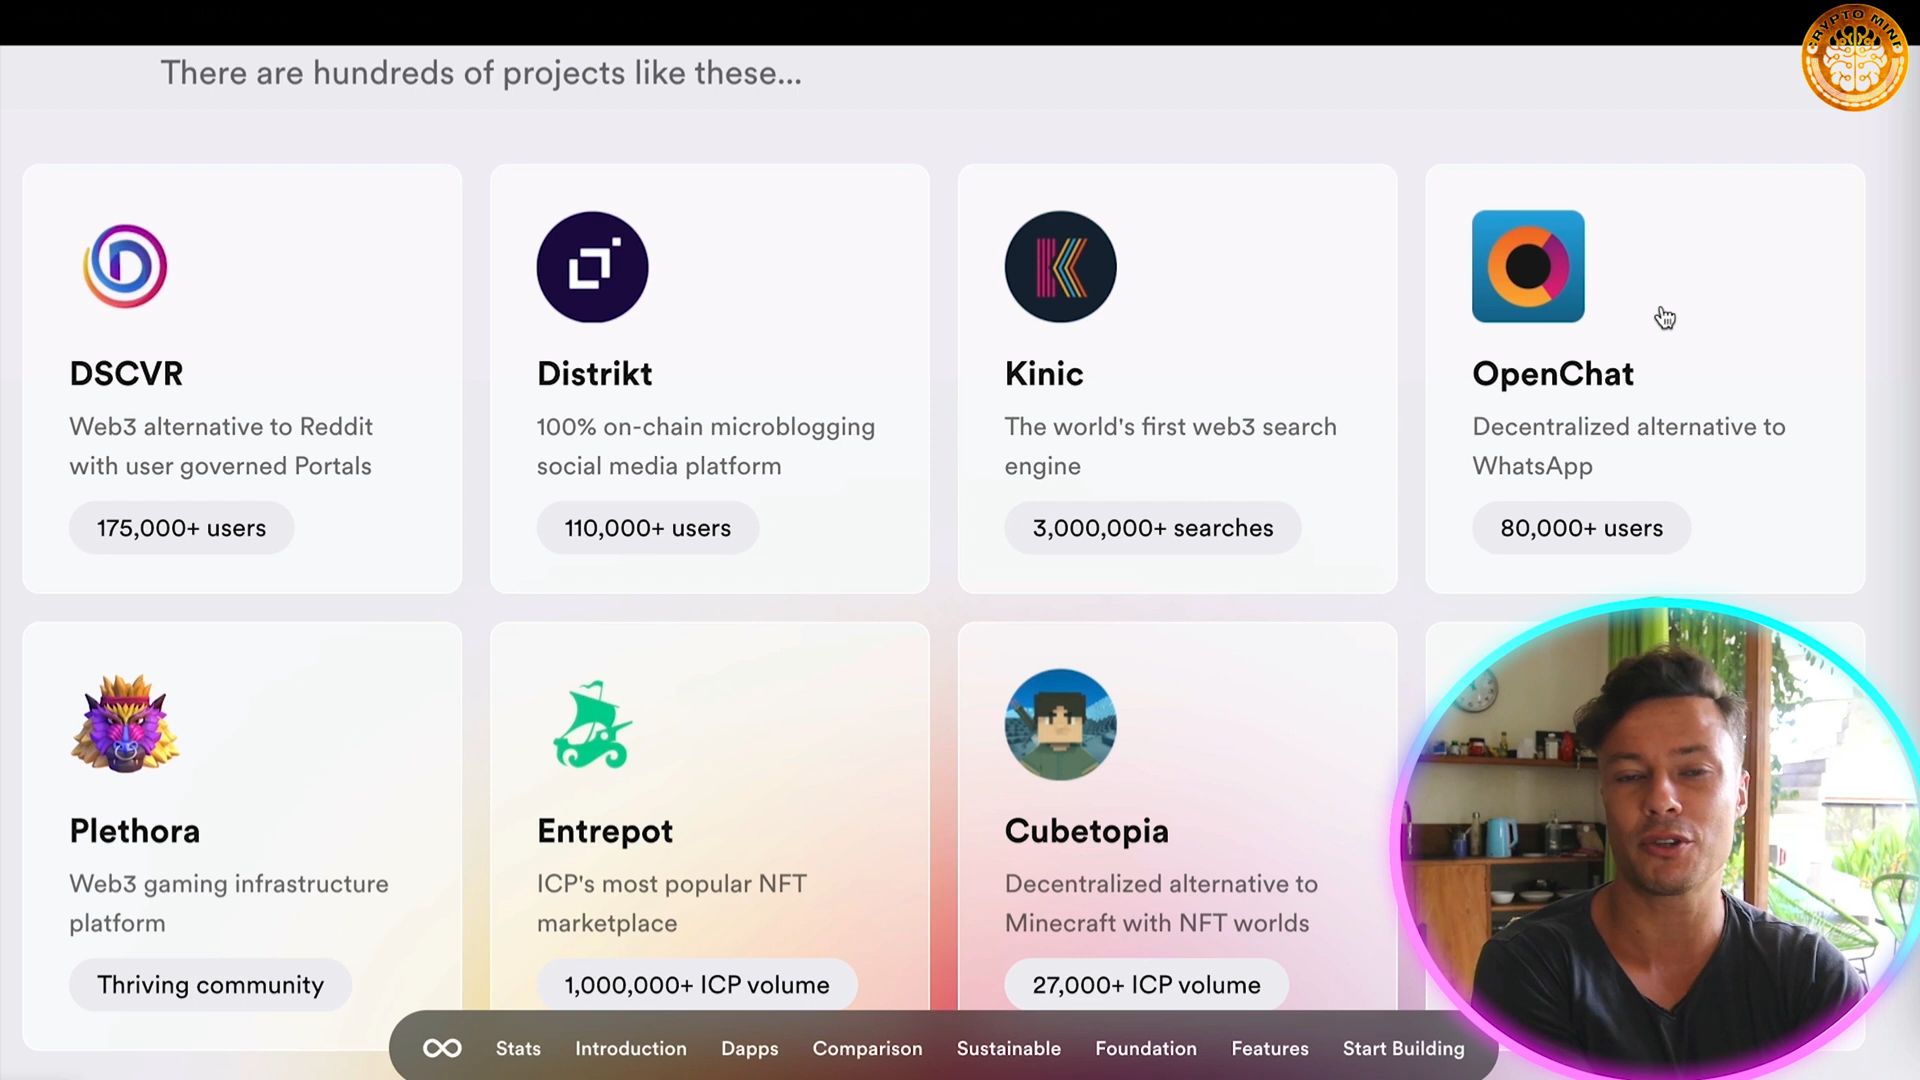 CRYPTO MIND
There are hundreds of projects like these...
DSCVR
Web3 alternative to Reddit
with user governed Portals
175,000+ users
Distrikt
100% on-chain microblogging
social media platform
110,000+ users
Kinic
The world's first web3 search
engine
3,000,000+ searches
OpenChat
Decentralized alternative to
WhatsApp
80,000+ users
Plethora
Web3 gaming infrastructure
platform
Thriving community
Entrepot
ICP's most popular NFT
marketplace
1,000,000+ ICP volume
Cubetopia
Decentralized alternative to
Minecraft with NFT worlds
27,000+ ICP volume
Stats Introduction Dapps Comparison Sustainable Foundation Features Start Building